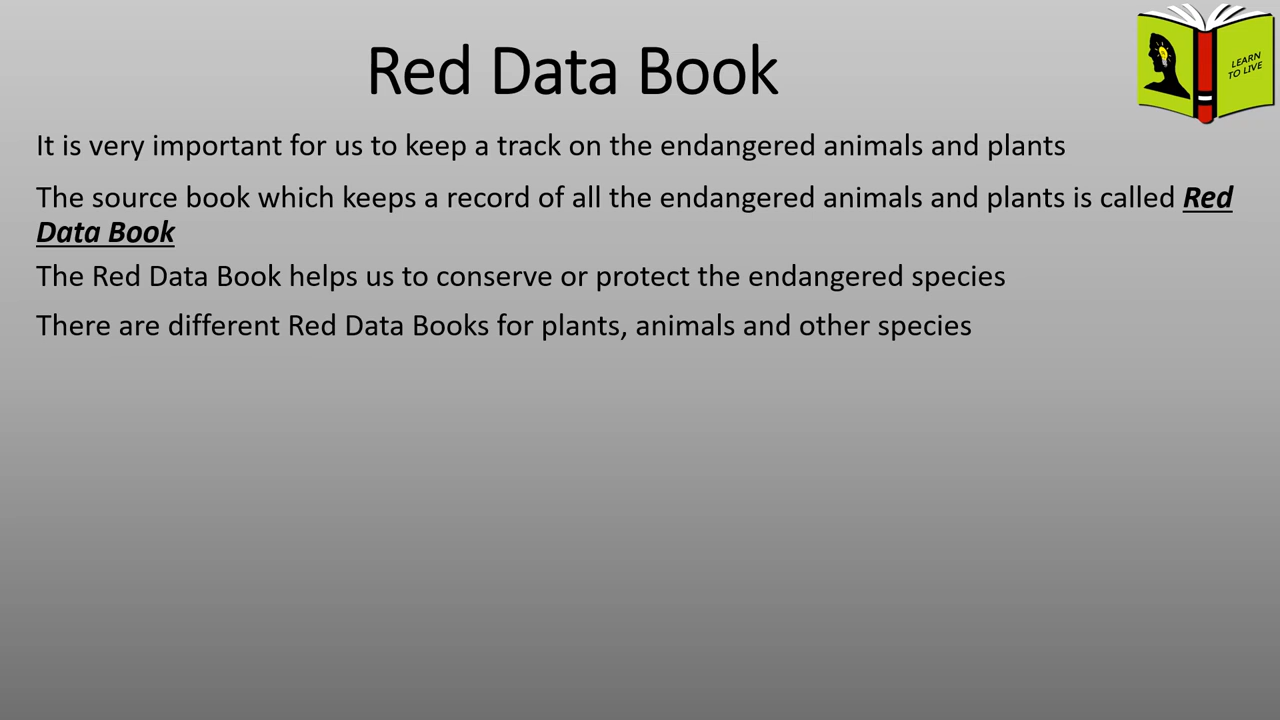 Red Data Book
LEARN
TO LIVE
It is very important for us to keep a track on the endangered animals and plants
The source book which keeps a record of all the endangered animals and plants is called Red
Data Book
The Red Data Book helps us to conserve or protect the endangered species
There are different Red Data Books for plants, animals and other species